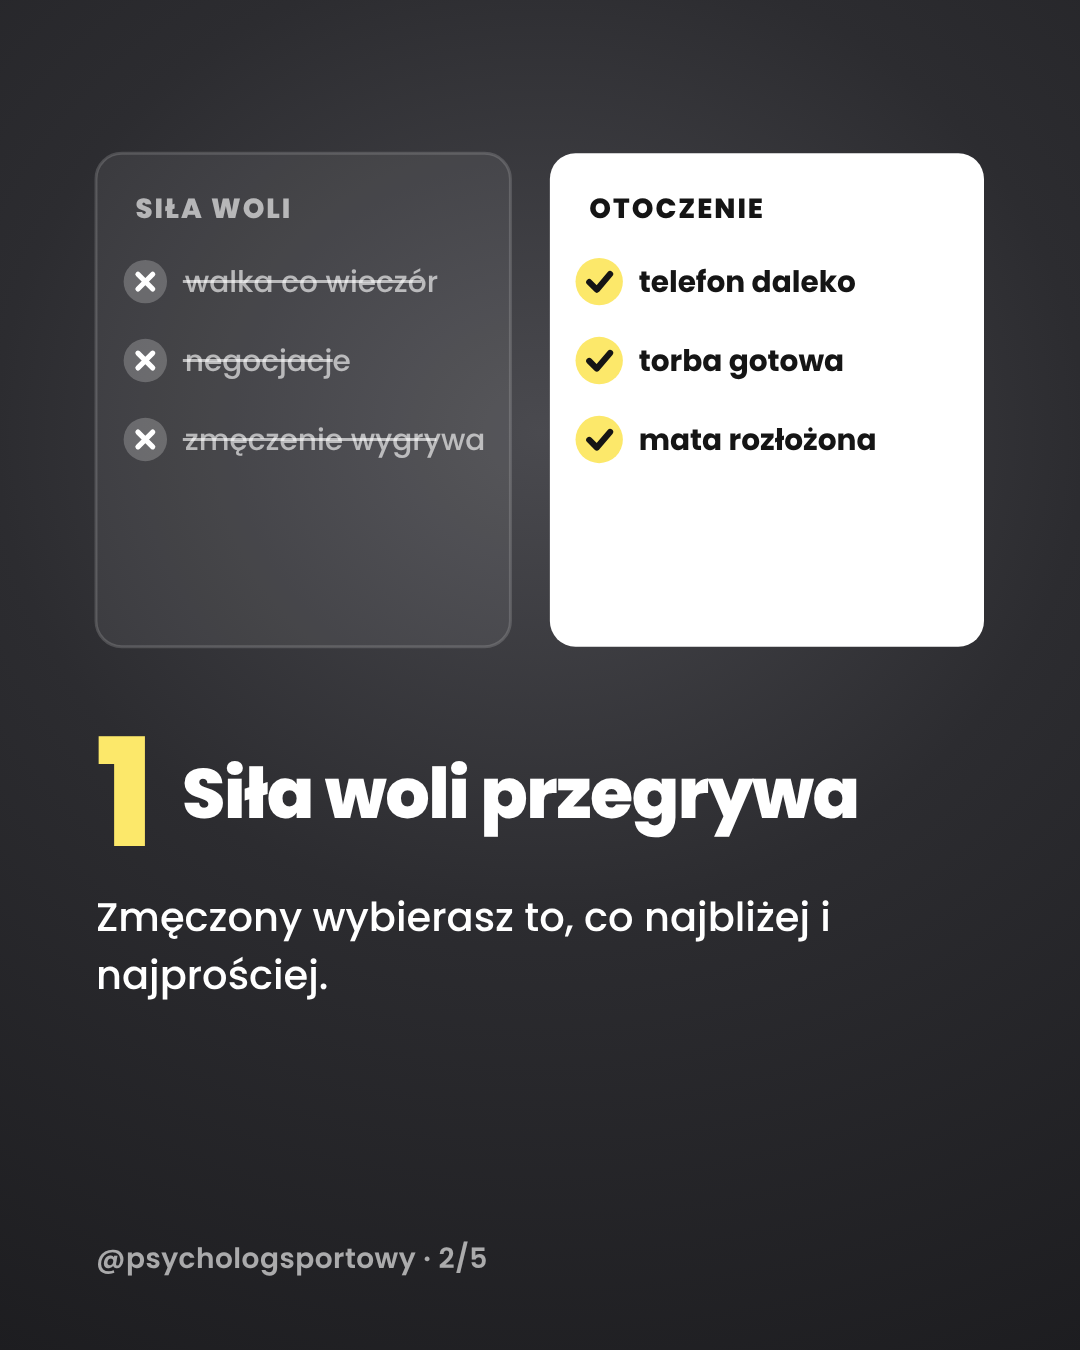 SIŁA WOLI
walka co wieczór
negocjacje
zmęczenie wygrywa
OTOCZENIE
telefon daleko
torba gotowa
mata rozłożona
1 Siła woli przegrywa
Zmęczony wybierasz to, co najbliżej i
najprościej.
@psychologsportowy · 2/5